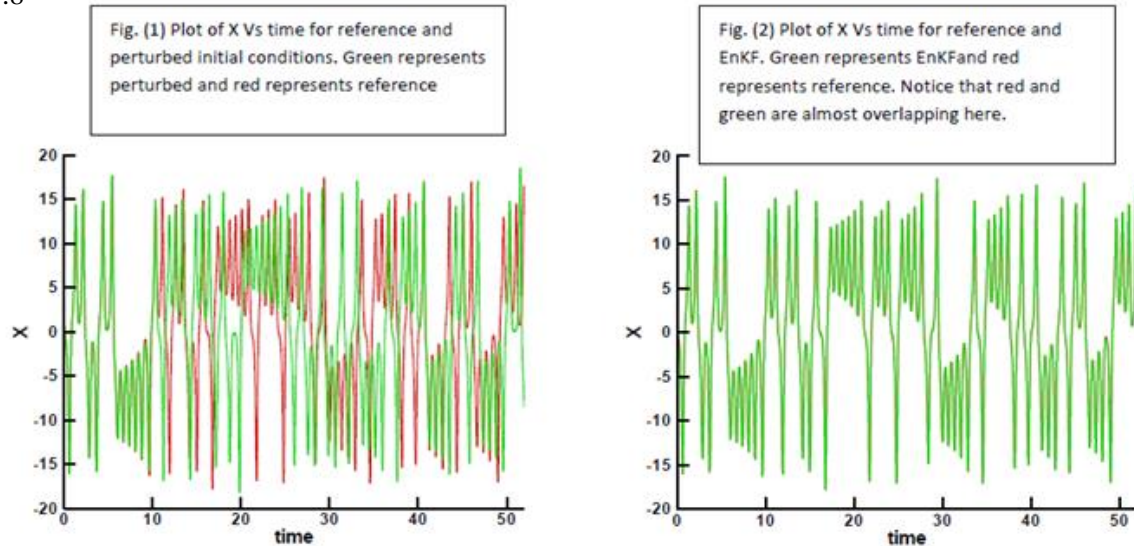 .8
Fig. (1) Plot of X Vs time for reference and
perturbed initial conditions. Green represents
perturbed and red represents reference
Fig. (2) Plot of X Vs time for reference and
EnKF. Green represents EnKFand red
represents reference. Notice that red and
green are almost overlapping here.
20
15
10
5
0
-5
-10
-15
-20
X
0 10 20 30 40 50
time
20
15
10
5
0
-5
-10
-15
-20
X
0 10 20 30 40 50
time